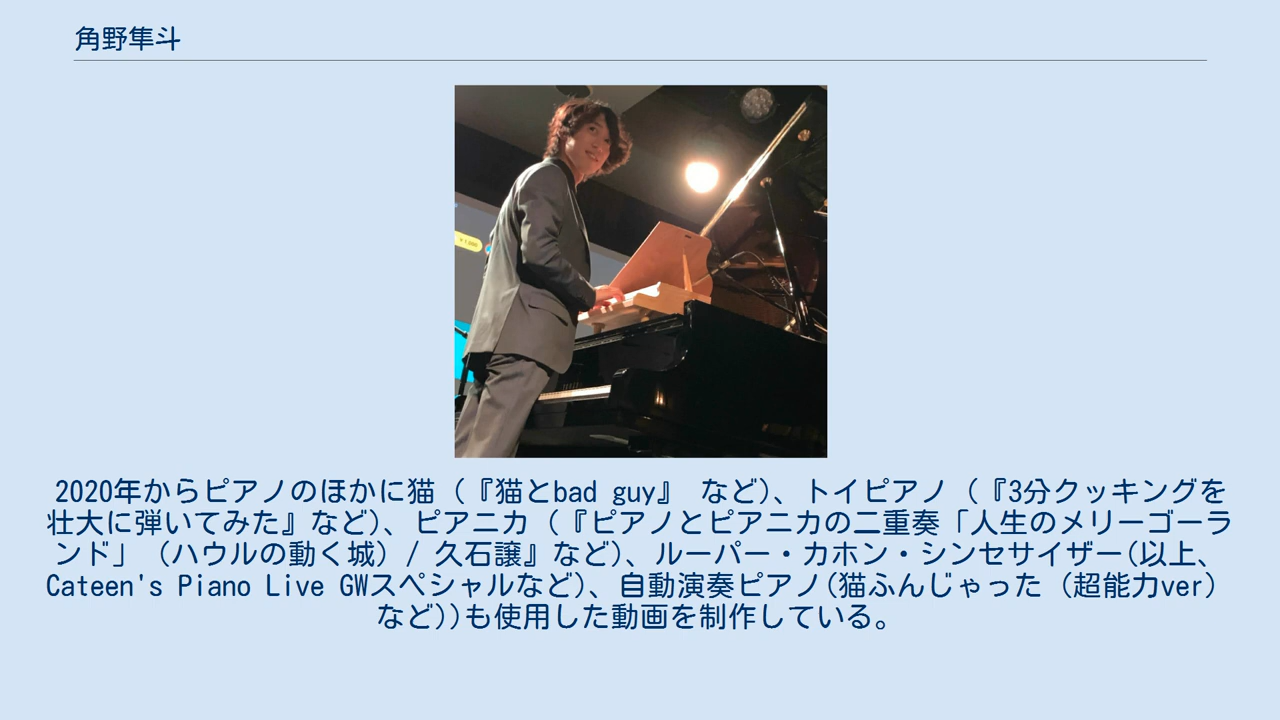 角野隼斗
2020年からピアノのほかに猫（『猫とbad guy』 など)、トイピアノ（『3分クッキングを
壮大に弾いてみた』など)、ピアニカ（『ピアノとピアニカの二重奏「人生のメリーゴーラ
ンド」（ハウルの動く城）/ 久石譲』など)、ルーパー・カホン・シンセサイザー(以上、
Cateen's Piano Live GWスペシャルなど)、自動演奏ピアノ(猫ふんじゃった（超能力ver)
など))も使用した動画を制作している。